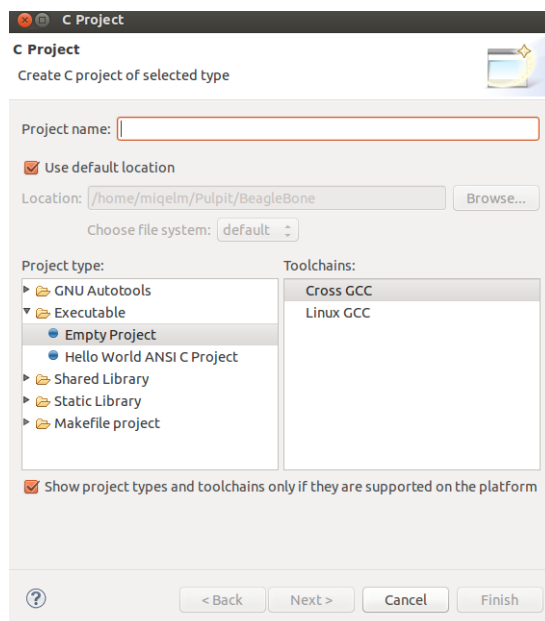 C Project
C Project
Create C project of selected type
Project name:
Use default location
Location: /home/miqelm/Pulpit/BeagleBone Browse...
Choose file system: default
Project type: Toolchains:
GNU Autotools Cross GCC
Executable Linux GCC
Empty Project
Hello World ANSI C Project
Shared Library
Static Library
Makefile project
Show project types and toolchains only if they are supported on the platform
? < Back Next > Cancel Finish